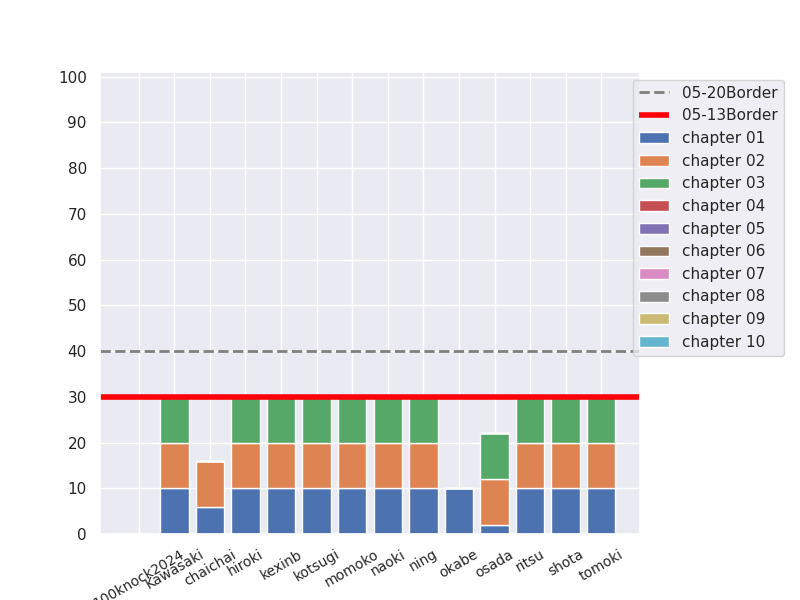 100
90
80
70
60
50
40
30
20
10
0
05-20Border
05-13Border
chapter 01
chapter 02
chapter 03
chapter 04
chapter 05
chapter 06
chapter 07
chapter 08
chapter 09
chapter 10
100knock2024
kawasaki
chaichai
hiroki
kexinb
kotsugi
momoko
naoki
ning
okabe
osada
ritsu
shota
tomoki